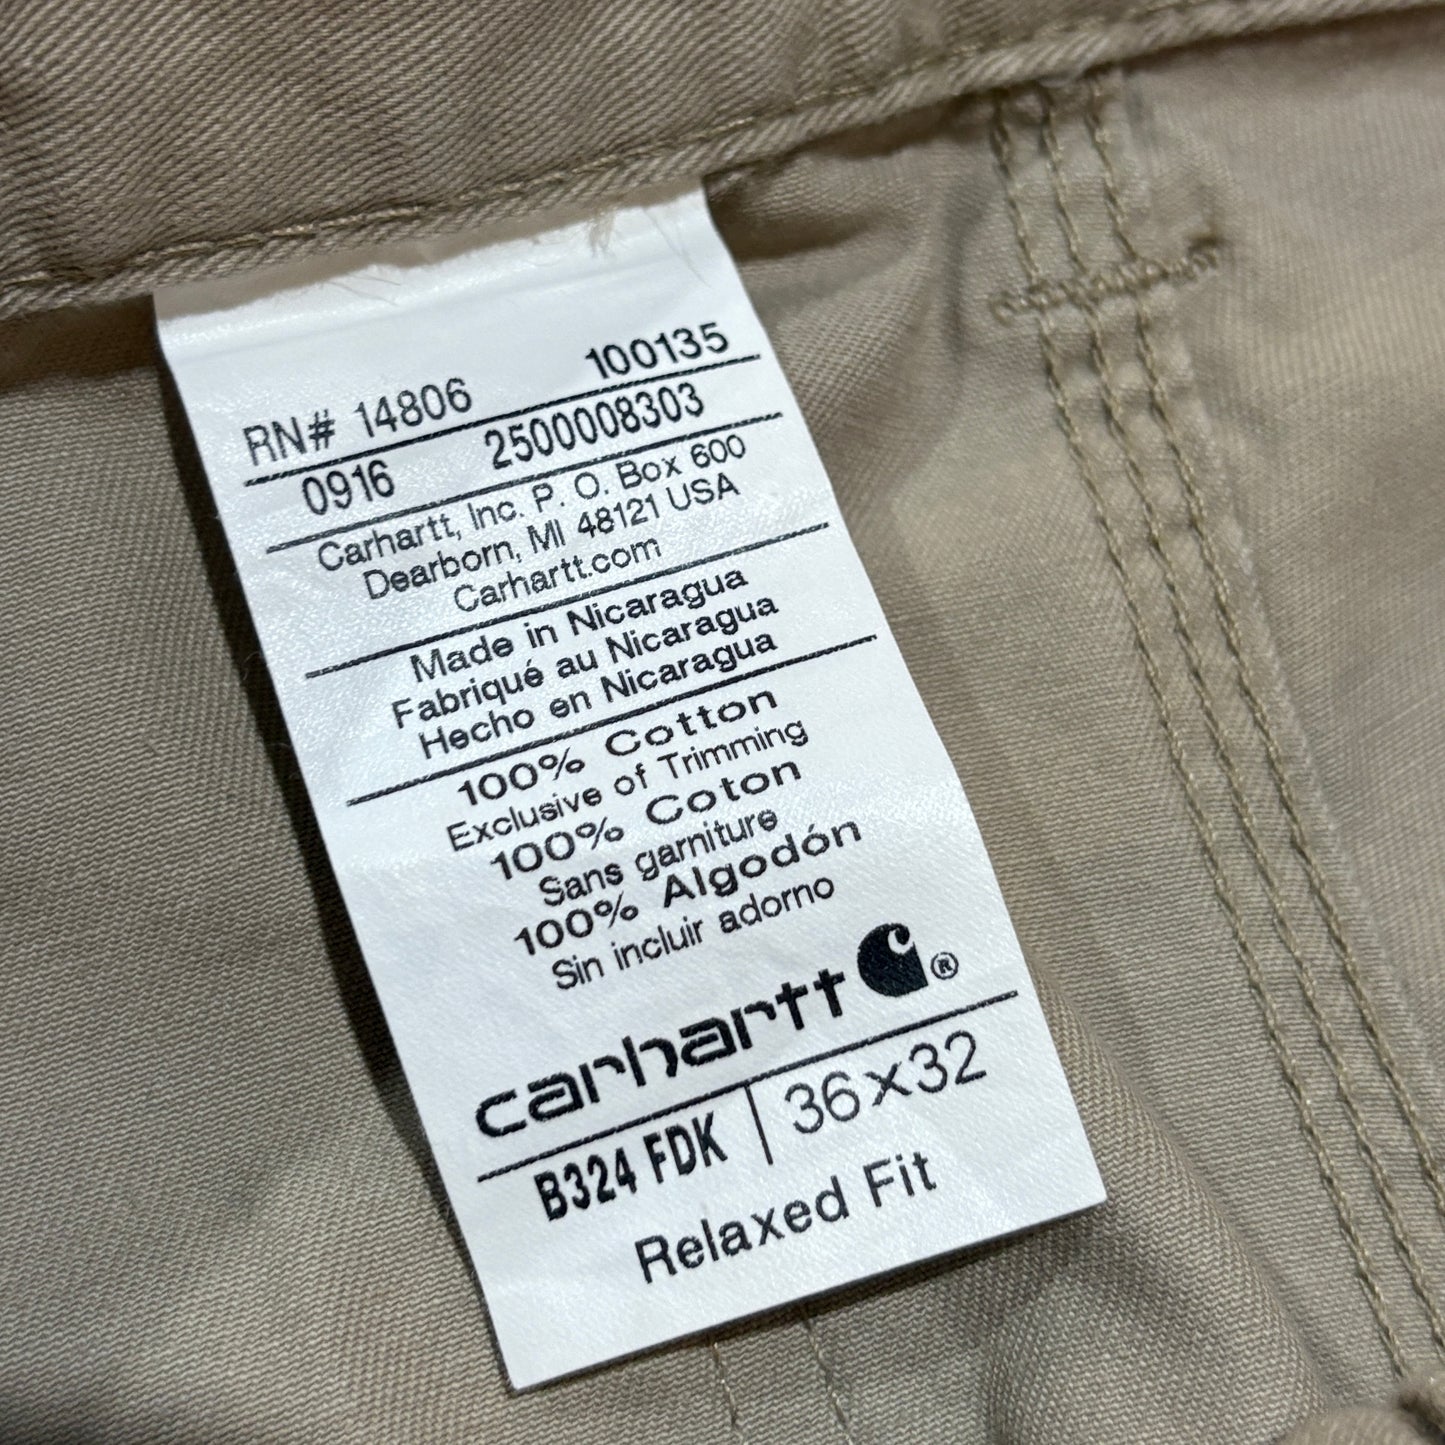 RN# 14806 100135
0916 2500008303
Carhartt, Inc. P. O. Box 600
Dearborn, MI 48121 USA
Carhartt.com
Made in Nicaragua
Fabriqué au Nicaragua
Hecho en Nicaragua
100% Cotton
Exclusive of Trimming
100% Coton
Sans garniture
100% Algodón
Sin incluir adorno
carhartt ®
B324 FDK | 36x32
Relaxed Fit